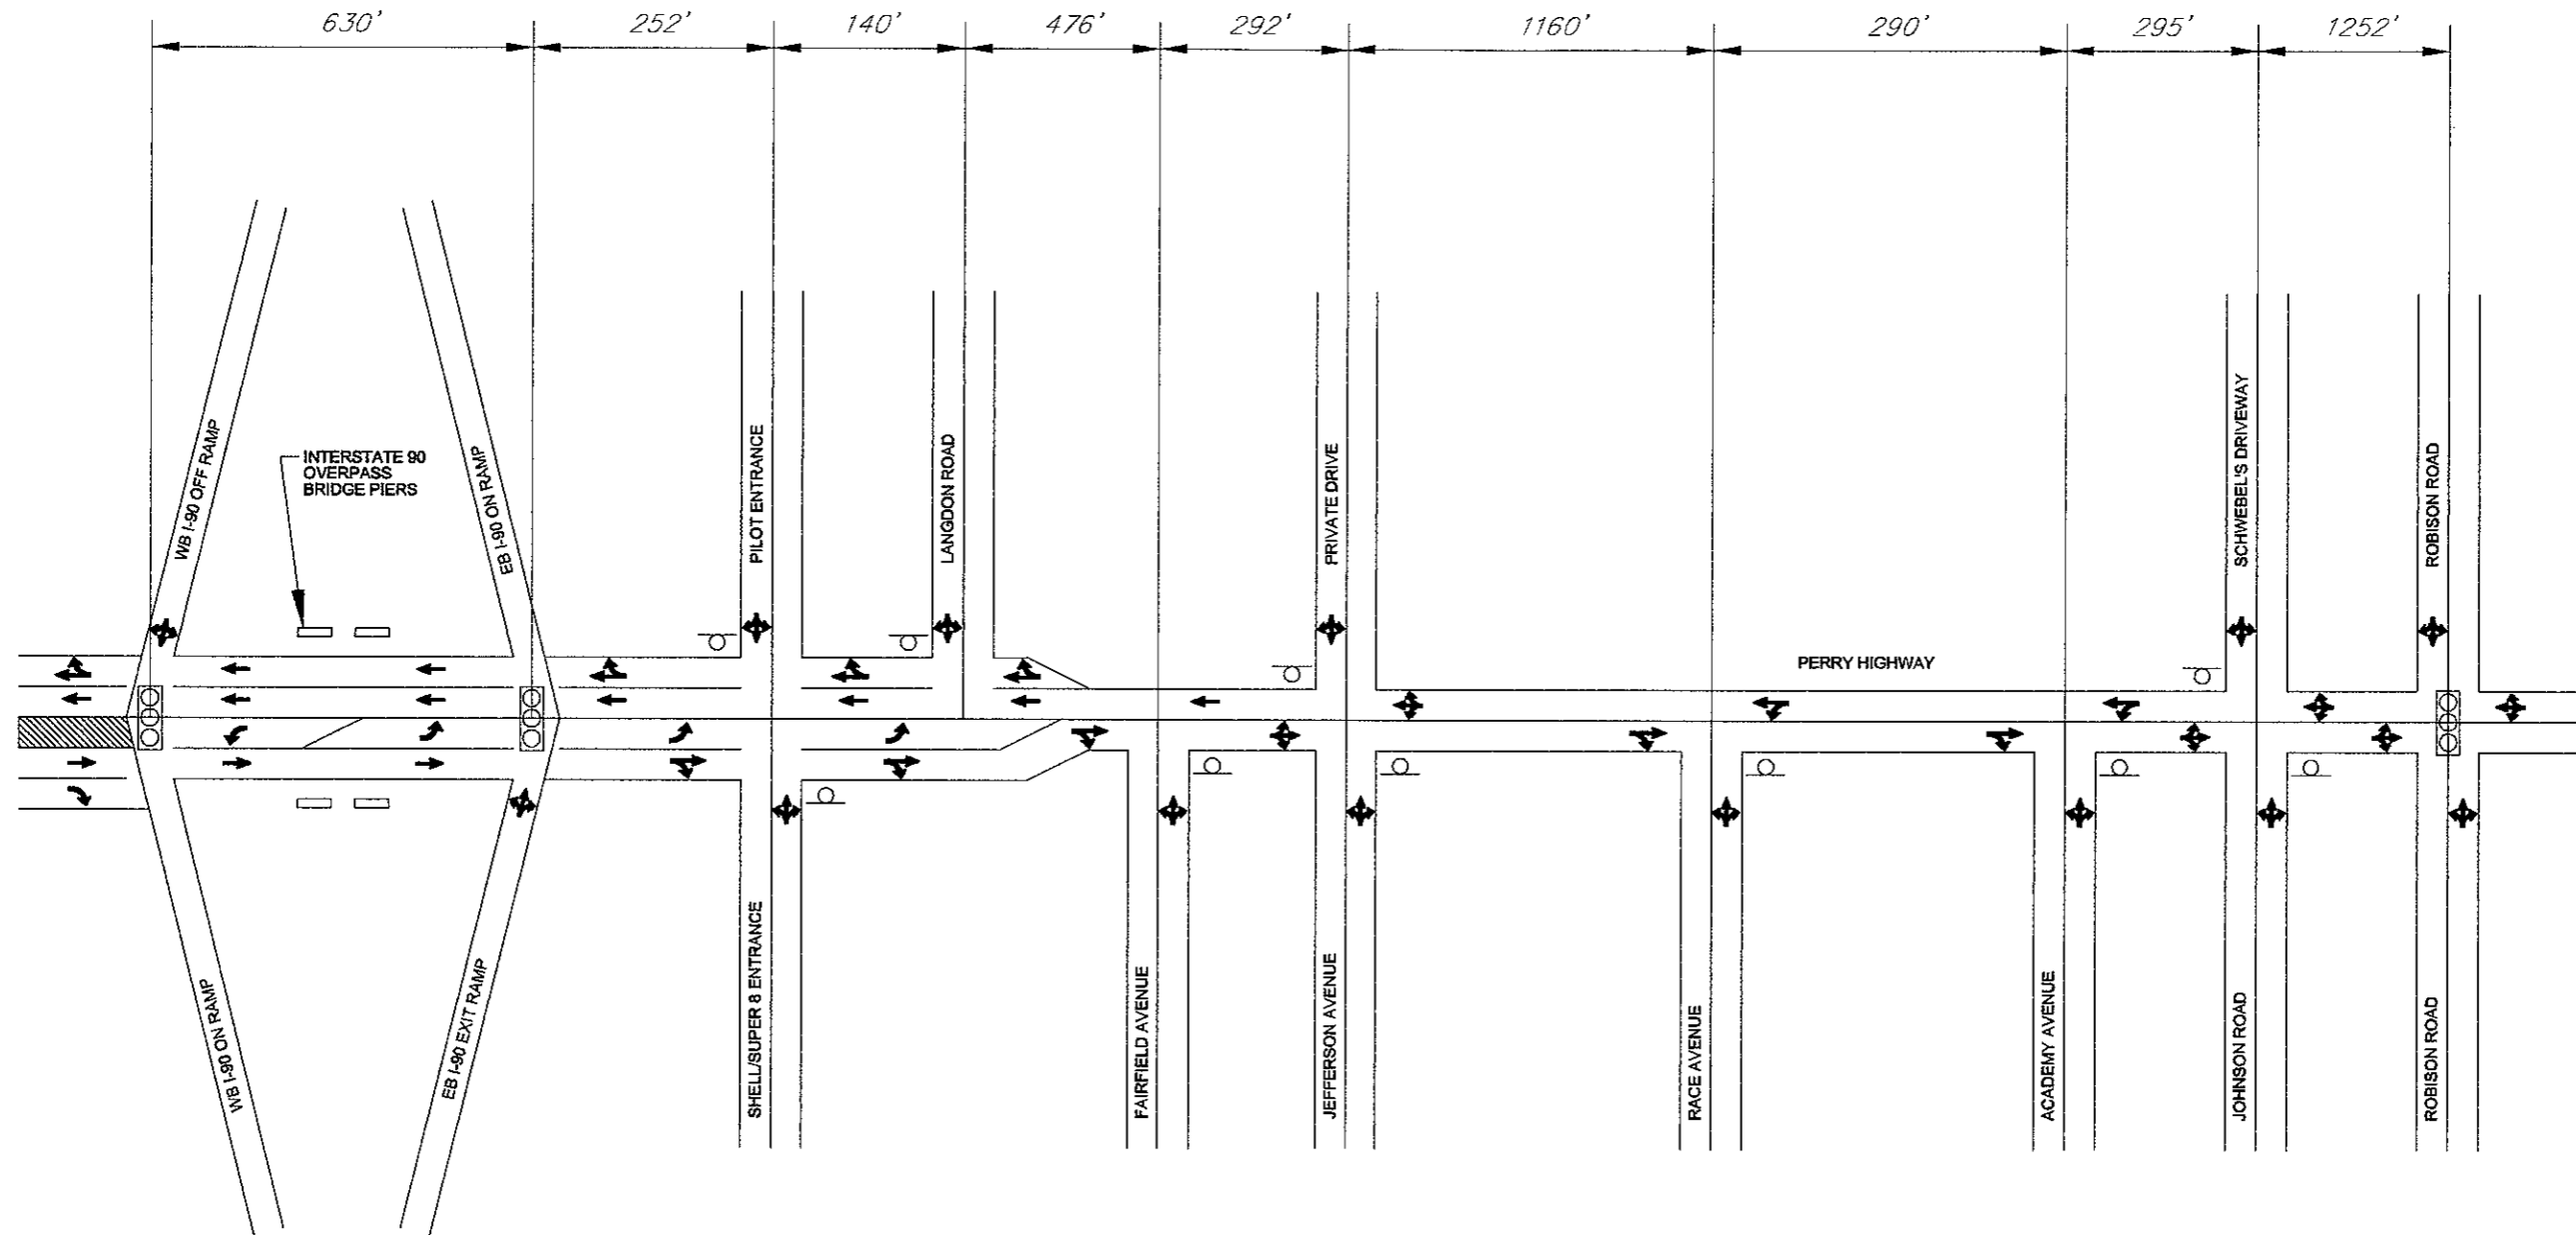 630'
252'
140'
476'
292'
1160'
290'
295'
1252'
WB I-90 OFF RAMP
INTERSTATE 90
OVERPASS
BRIDGE PIERS
EB I-90 ON RAMP
PILOT ENTRANCE
LANGDON ROAD
PRIVATE DRIVE
PERRY HIGHWAY
SCHWEBEL'S DRIVEWAY
ROBISON ROAD
WB I-90 ON RAMP
EB I-90 EXIT RAMP
SHELL/SUPER 8 ENTRANCE
FAIRFIELD AVENUE
JEFFERSON AVENUE
RACE AVENUE
ACADEMY AVENUE
JOHNSON ROAD
ROBISON ROAD